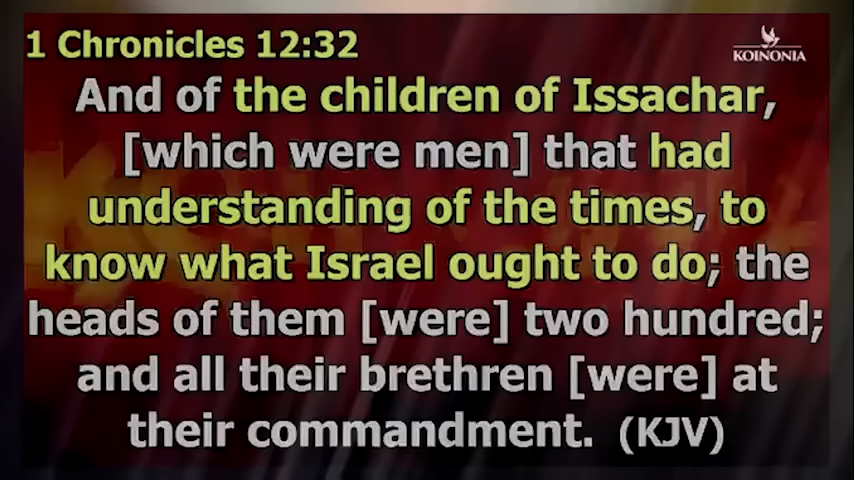 1 Chronicles 12:32
KOINONIA
And of the children of Issachar,
[which were men] that had
understanding of the times, to
know what Israel ought to do; the
heads of them [were] two hundred;
and all their brethren [were] at
their commandment. (KJV)